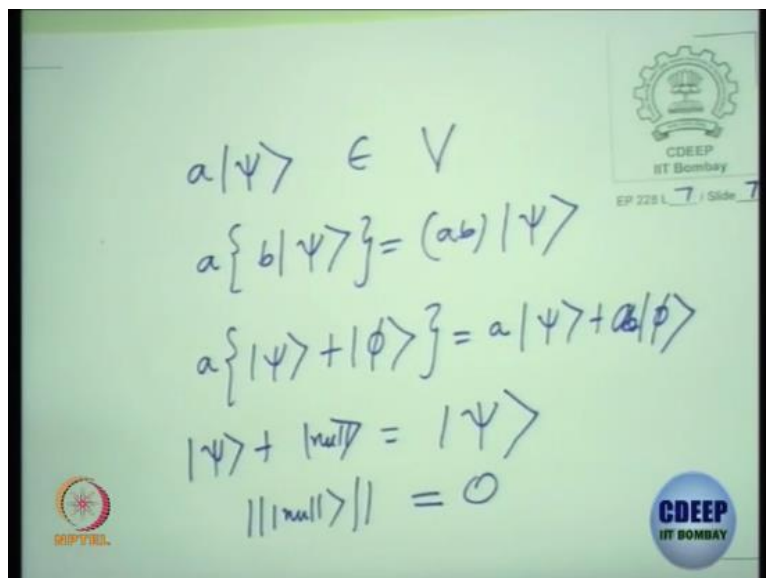 CDEEP
IIT Bombay
EP 228 L 7 / Slide 7
a|ψ⟩ ∈ V
a{b|ψ⟩} = (ab)|ψ⟩
a{|ψ⟩+|ϕ⟩} = a|ψ⟩+a|ϕ⟩
|ψ⟩ + |null⟩ = |ψ⟩
|||null⟩|| = 0
NPTEL
CDEEP
IIT BOMBAY